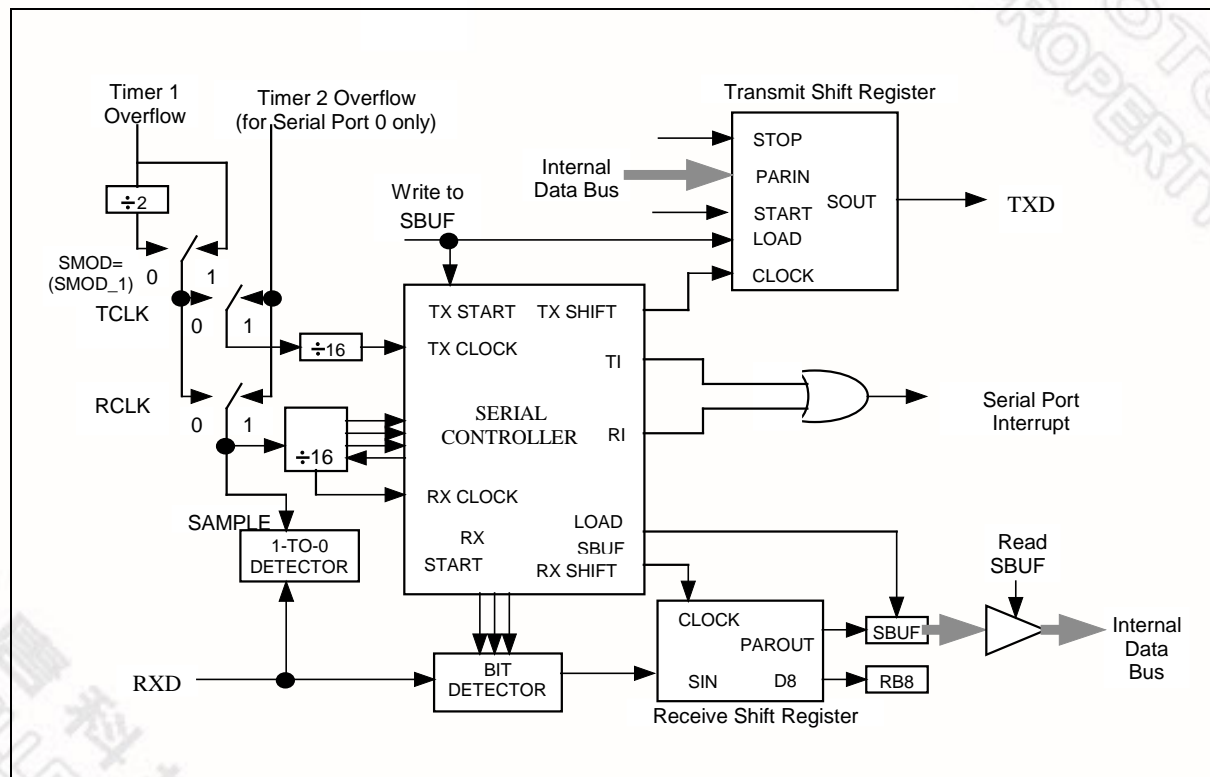 Timer 1
Overflow
Timer 2 Overflow
(for Serial Port 0 only)
÷2
SMOD=
(SMOD_1)
0
1
TCLK
0
1
÷16
RCLK
0
1
÷16
SAMPLE
1-TO-0
DETECTOR
RXD
Write to
SBUF
TX START
TX SHIFT
TX CLOCK
TI
SERIAL
CONTROLLER
RI
RX CLOCK
LOAD
SBUF
RX
START
RX SHIFT
BIT
DETECTOR
Transmit Shift Register
STOP
Internal
Data Bus
PARIN
START
SOUT
LOAD
CLOCK
TXD
Serial Port
Interrupt
CLOCK
PAROUT
SIN
D8
Receive Shift Register
SBUF
RB8
Read
SBUF
Internal
Data
Bus